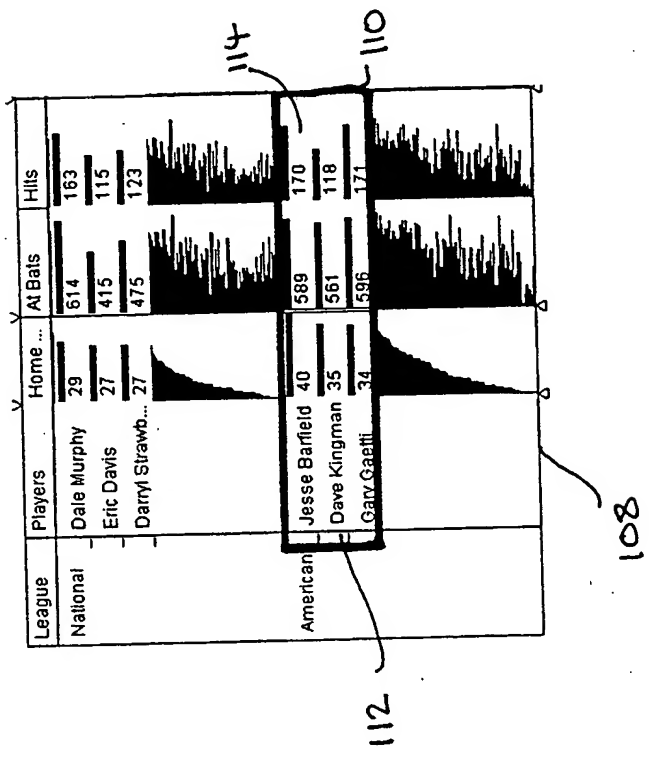 League Players Home ... At Bats Hits
National Dale Murphy 29 614 163
Eric Davis 27 415 115
Darryl Strawb... 27 475 123
American Jesse Barfield 40 589 170
Dave Kingman 35 561 118
Gary Gaetti 34 596 171
114
110
112
108